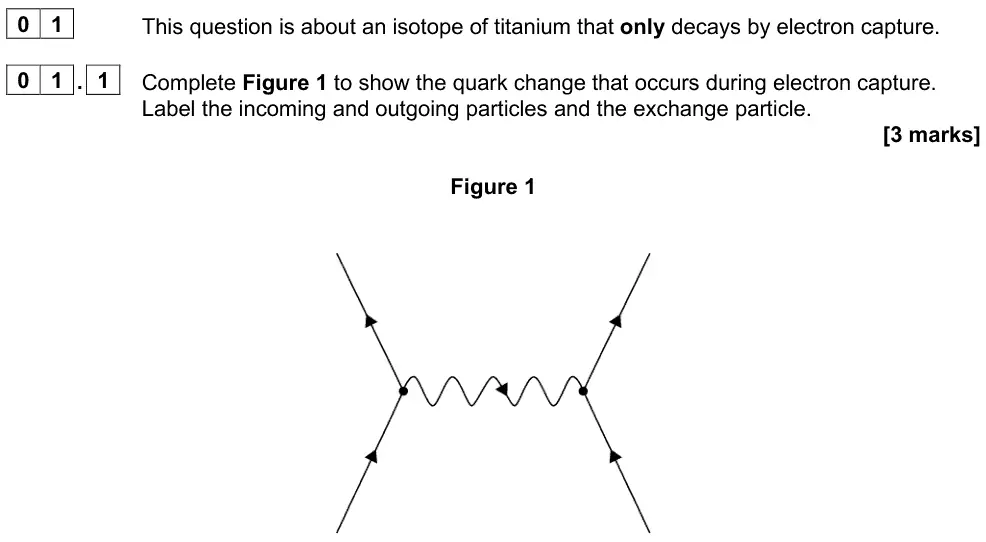 0 1 This question is about an isotope of titanium that only decays by electron capture.
0 1 . 1 Complete Figure 1 to show the quark change that occurs during electron capture.
Label the incoming and outgoing particles and the exchange particle.
[3 marks]
Figure 1